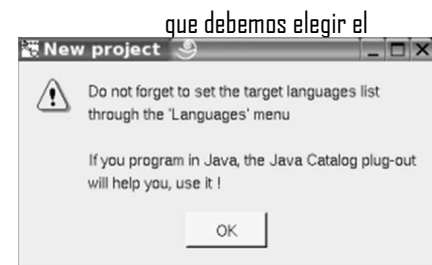 que debemos elegir el
New project
Do not forget to set the target languages list
through the 'Languages' menu
If you program in Java, the Java Catalog plug-out
will help you, use it !
OK